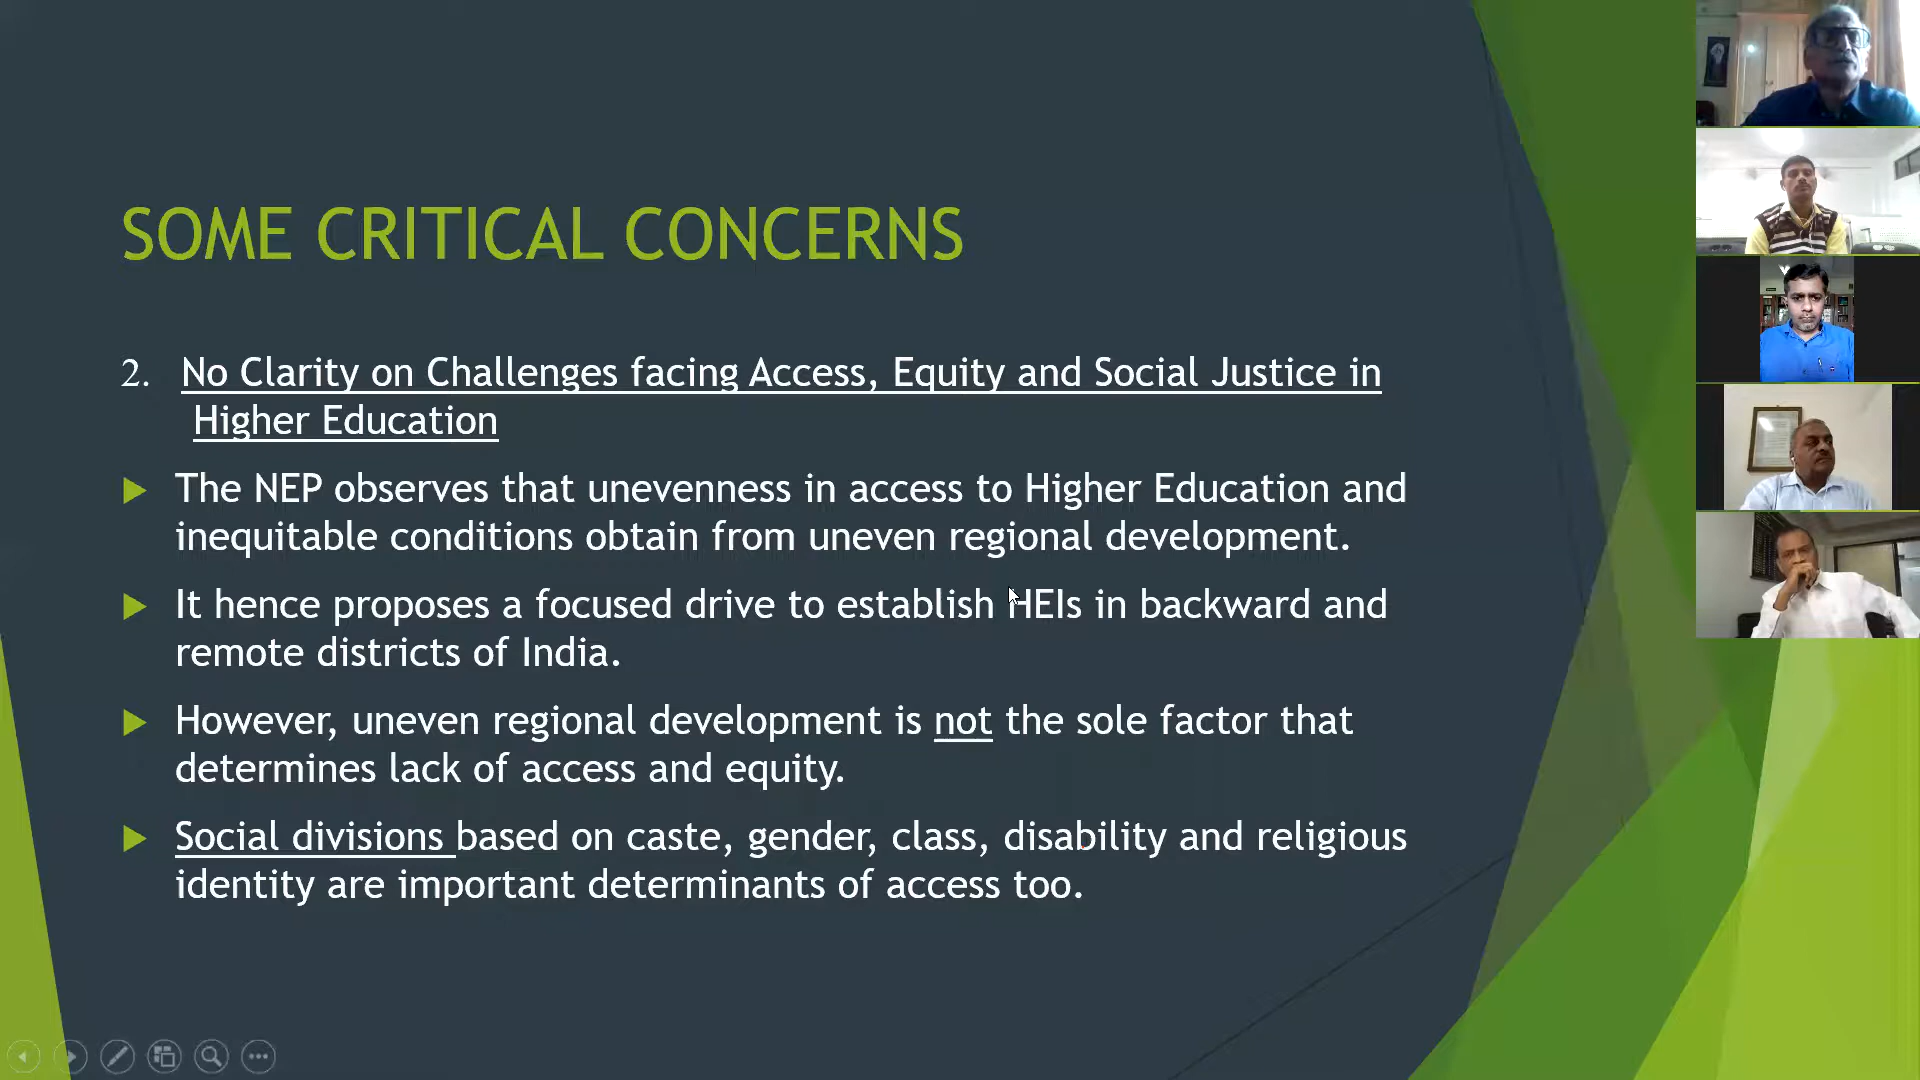 SOME CRITICAL CONCERNS
2. No Clarity on Challenges facing Access, Equity and Social Justice in
Higher Education
The NEP observes that unevenness in access to Higher Education and
inequitable conditions obtain from uneven regional development.
It hence proposes a focused drive to establish HEIs in backward and
remote districts of India.
However, uneven regional development is not the sole factor that
determines lack of access and equity.
Social divisions based on caste, gender, class, disability and religious
identity are important determinants of access too.